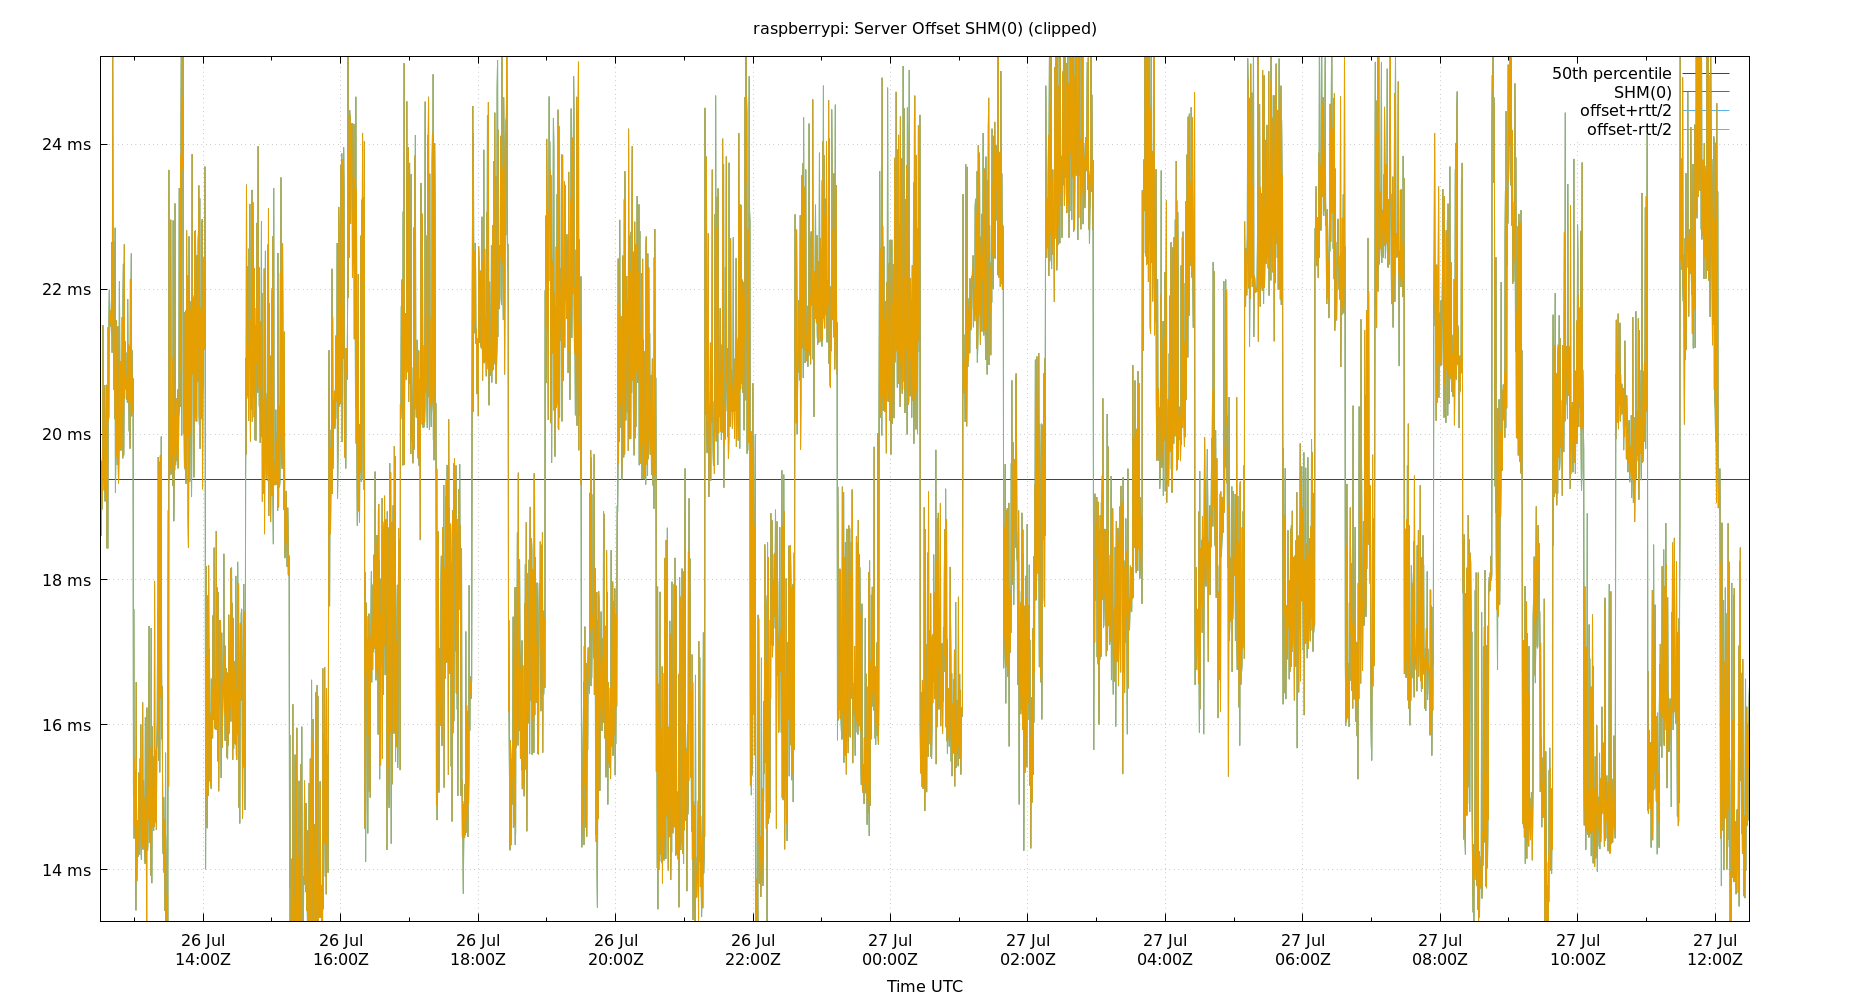 raspberrypi: Server Offset SHM(0) (clipped)
50th percentile
SHM(0)
offset+rtt/2
offset-rtt/2
24 ms
22 ms
20 ms
18 ms
16 ms
14 ms
26 Jul 26 Jul 26 Jul 26 Jul 26 Jul 27 Jul 27 Jul 27 Jul 27 Jul 27 Jul 27 Jul 27 Jul
14:00Z 16:00Z 18:00Z 20:00Z 22:00Z 00:00Z 02:00Z 04:00Z 06:00Z 08:00Z 10:00Z 12:00Z
Time UTC